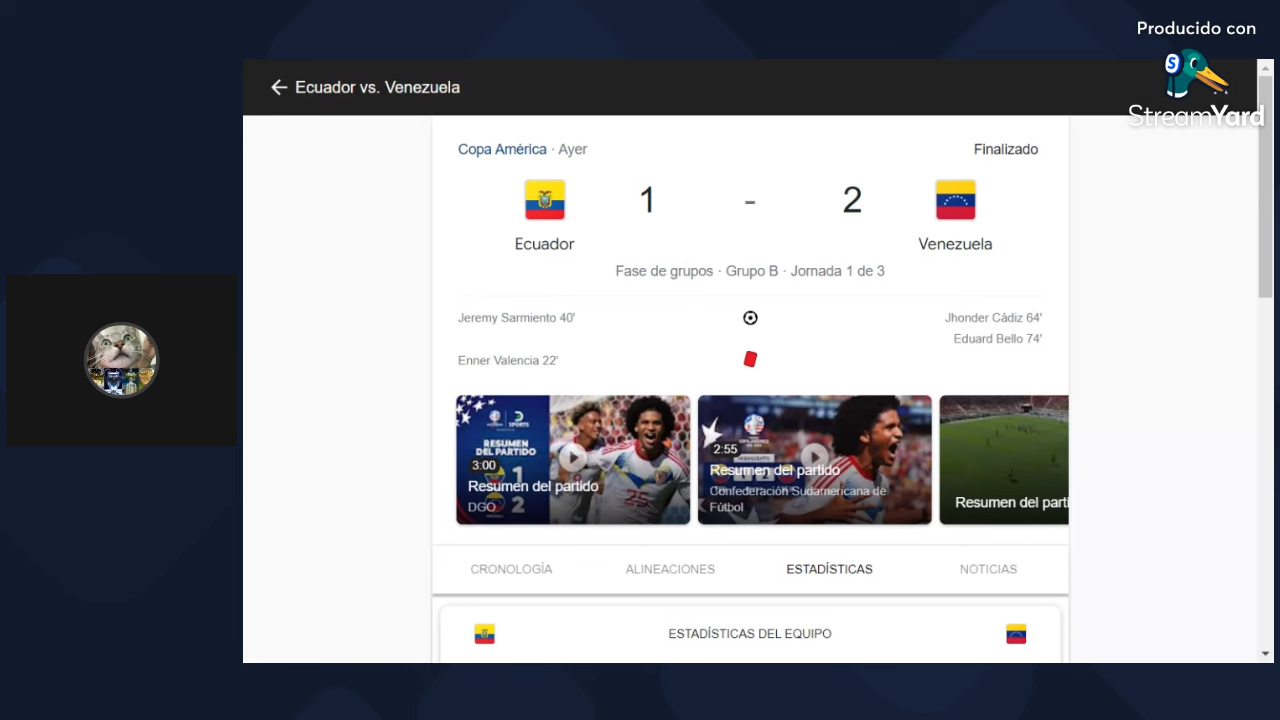 Producido con
StreamYard
Ecuador vs. Venezuela
Copa América · Ayer
Finalizado
1 - 2
Ecuador
Venezuela
Fase de grupos · Grupo B · Jornada 1 de 3
Jeremy Sarmiento 40'
Jhonder Cádiz 64'
Eduard Bello 74'
Enner Valencia 22'
RESUMEN
DEL PARTIDO
1
2
25
3:00
Resumen del partido
DGO
2:55
Resumen del partido
Confederación Sudamericana de
Fútbol
Resumen del parti
CRONOLOGÍA
ALINEACIONES
ESTADÍSTICAS
NOTICIAS
ESTADÍSTICAS DEL EQUIPO